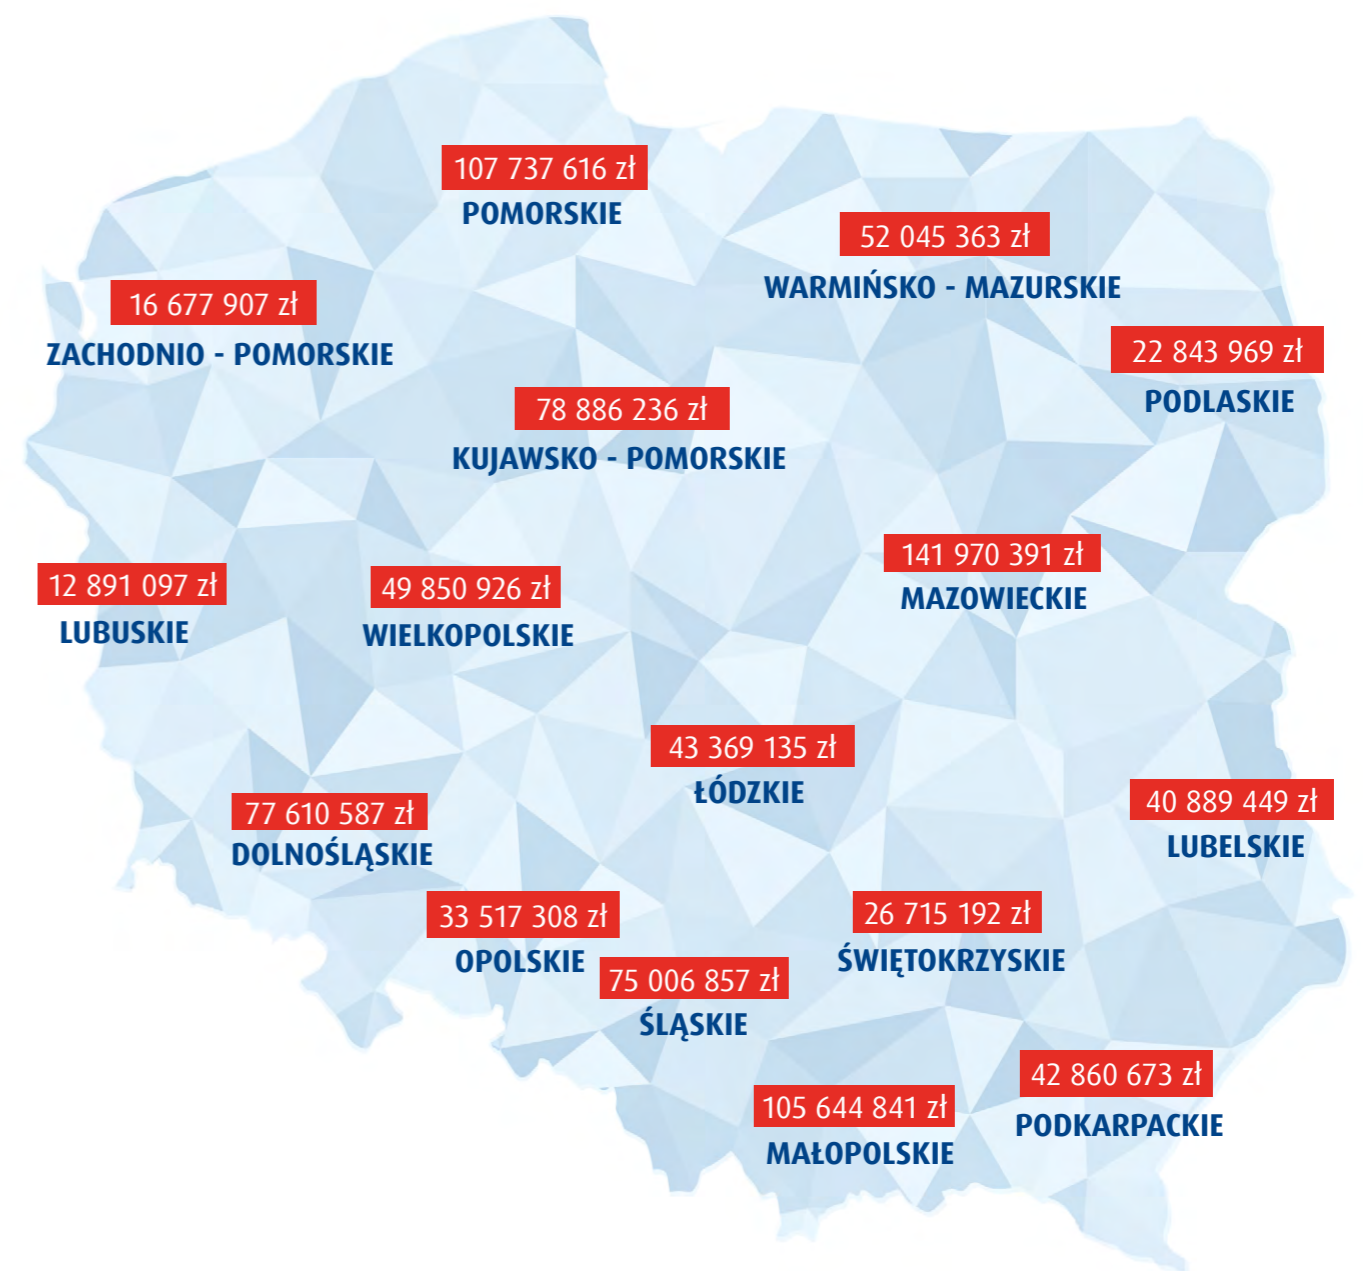 107 737 616 zł
POMORSKIE
52 045 363 zł
WARMIŃSKO - MAZURSKIE
16 677 907 zł
ZACHODNIO - POMORSKIE
22 843 969 zł
PODLASKIE
78 886 236 zł
KUJAWSKO - POMORSKIE
141 970 391 zł
MAZOWIECKIE
12 891 097 zł
LUBUSKIE
49 850 926 zł
WIELKOPOLSKIE
43 369 135 zł
ŁÓDZKIE
40 889 449 zł
LUBELSKIE
77 610 587 zł
DOLNOŚLĄSKIE
33 517 308 zł
OPOLSKIE
26 715 192 zł
ŚWIĘTOKRZYSKIE
75 006 857 zł
ŚLĄSKIE
42 860 673 zł
PODKARPACKIE
105 644 841 zł
MAŁOPOLSKIE